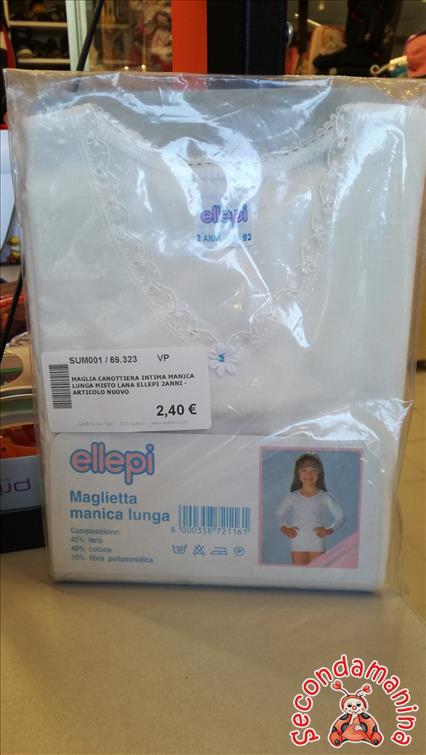 ellepi
2 ANNI
92
SUM001 / 69.323 VP
MAGLIA CANOTTIERA INTIMA MANICA
LUNGA MISTO LANA ELLEPI 2ANNI -
ARTICOLO NUOVO
2,40 €
ellepi
Maglietta
manica lunga
8 000358 721161
Composizione:
45% lana
40% cotone
15% fibra poliammidica
secondamanina